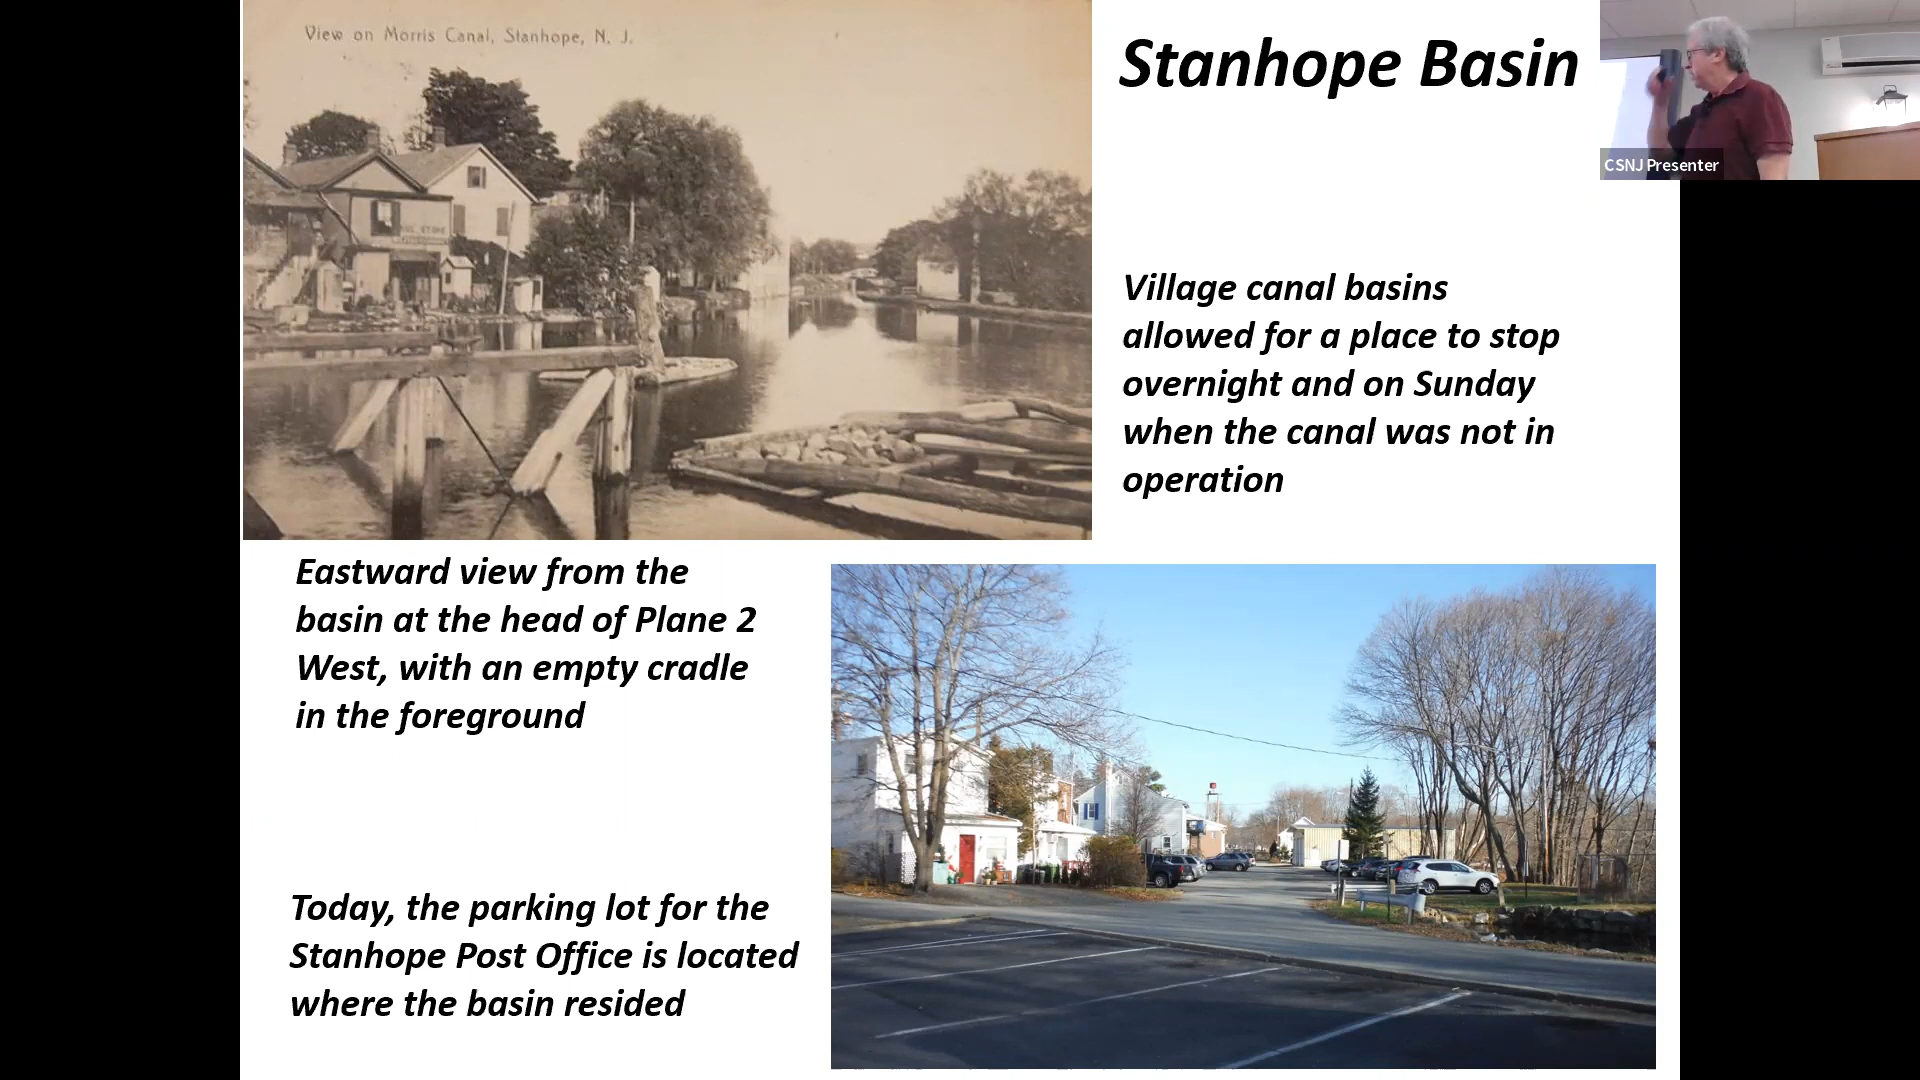 View on Morris Canal, Stanhope, N. J.
Stanhope Basin
CSNJ Presenter
Village canal basins
allowed for a place to stop
overnight and on Sunday
when the canal was not in
operation
Eastward view from the
basin at the head of Plane 2
West, with an empty cradle
in the foreground
Today, the parking lot for the
Stanhope Post Office is located
where the basin resided